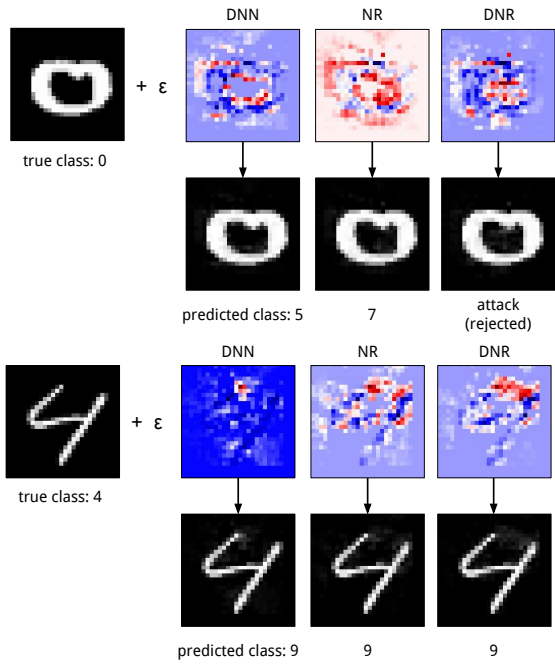 DNN NR DNR
+ ε
true class: 0
predicted class: 5 7 attack
(rejected)
DNN NR DNR
+ ε
true class: 4
predicted class: 9 9 9